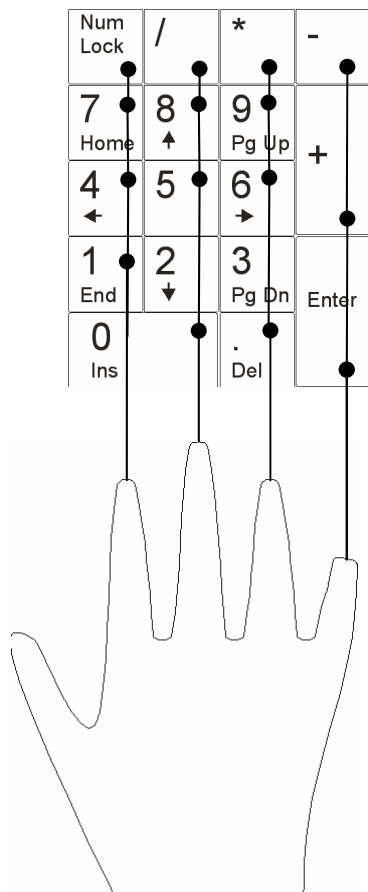 Num
Lock
/
*
-
7
Home
8
9
Pg Up
+
4
5
6
1
End
2
3
Pg Dn
Enter
0
Ins
.
Del